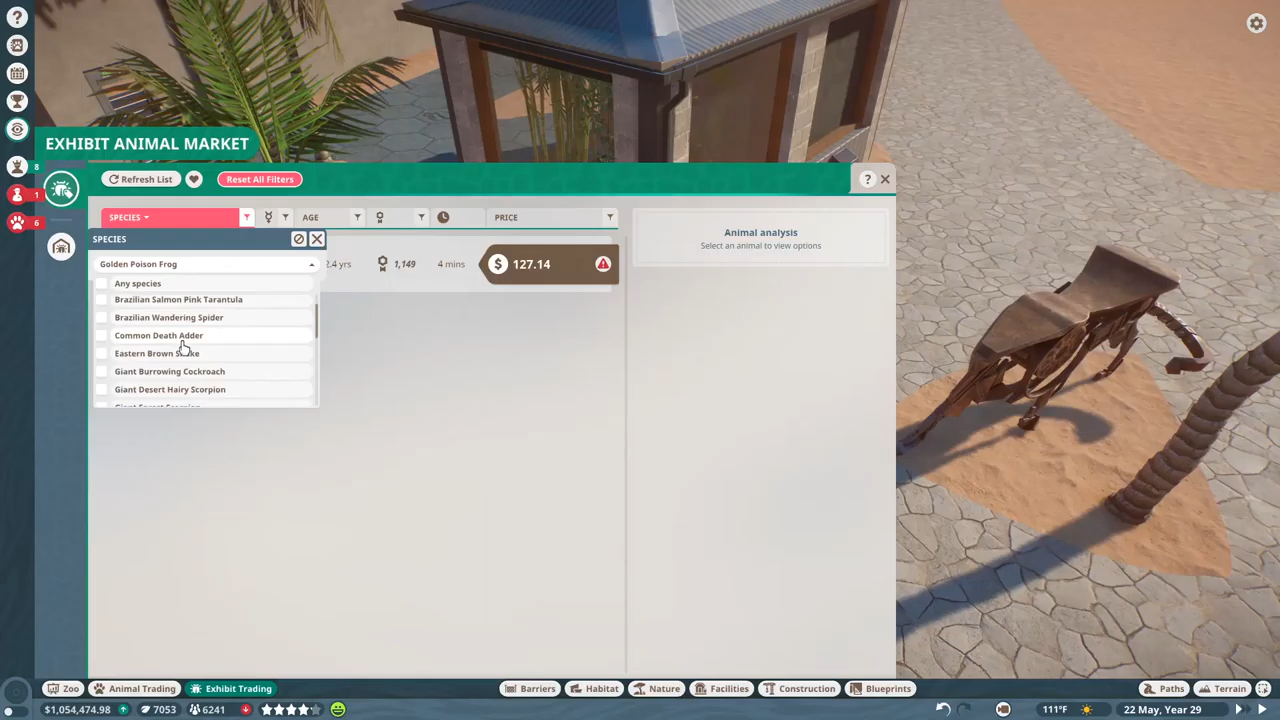 ?
EXHIBIT ANIMAL MARKET
8
1
6
Refresh List
Reset All Filters
?
SPECIES
AGE
PRICE
SPECIES
Golden Poison Frog
2.4 yrs
1,149
4 mins
$ 127.14
Any species
Brazilian Salmon Pink Tarantula
Brazilian Wandering Spider
Common Death Adder
Eastern Brown Snake
Giant Burrowing Cockroach
Giant Desert Hairy Scorpion
Giant Forest Scorpion
Animal analysis
Select an animal to view options
Zoo
Animal Trading
Exhibit Trading
Barriers
Habitat
Nature
Facilities
Construction
Blueprints
Paths
Terrain
$1,054,474.98
7053
6241
111°F
22 May, Year 29